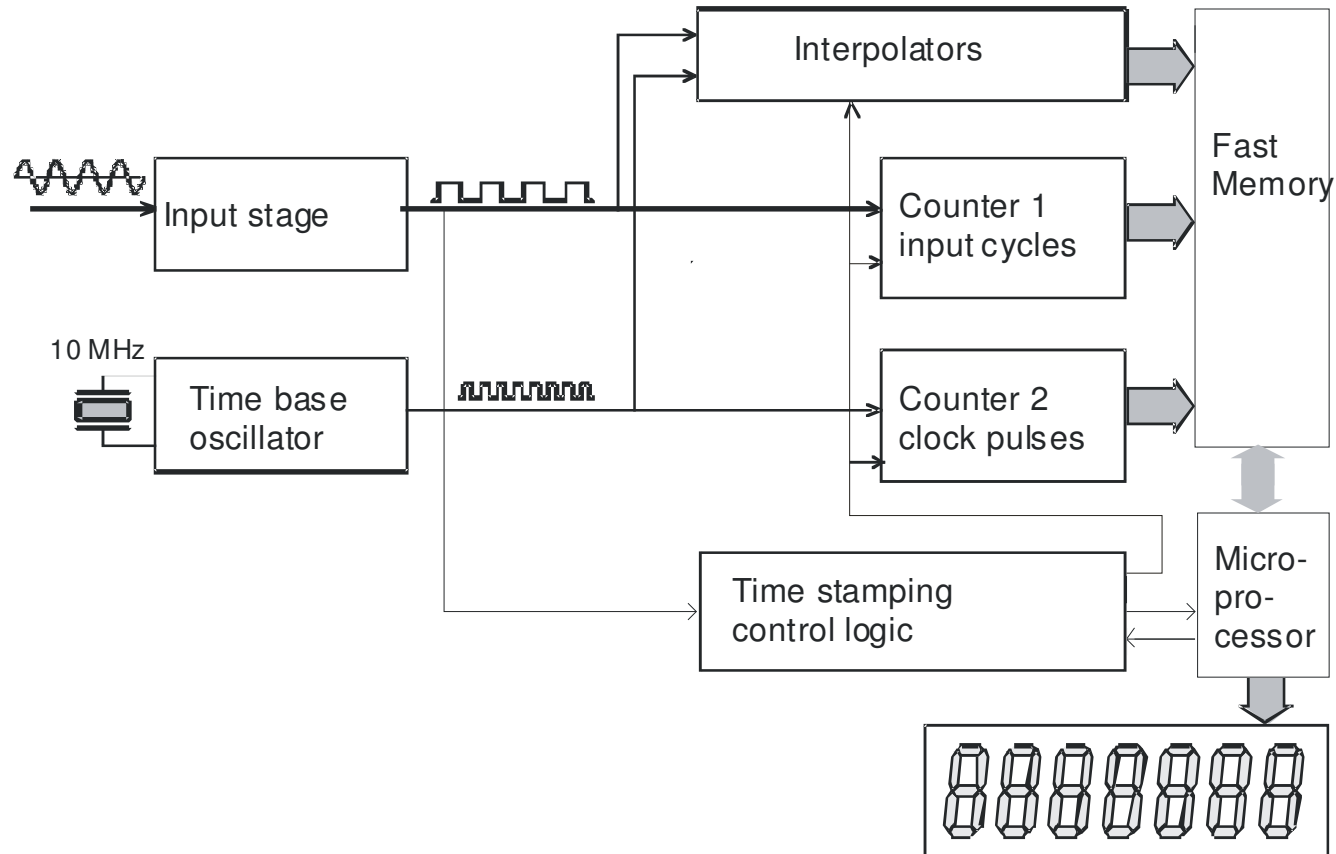 Interpolators
Fast
Memory
Input stage
Counter 1
input cycles
10 MHz
Time base
oscillator
Counter 2
clock pulses
Time stamping
control logic
Micro-
pro-
cessor
8888888